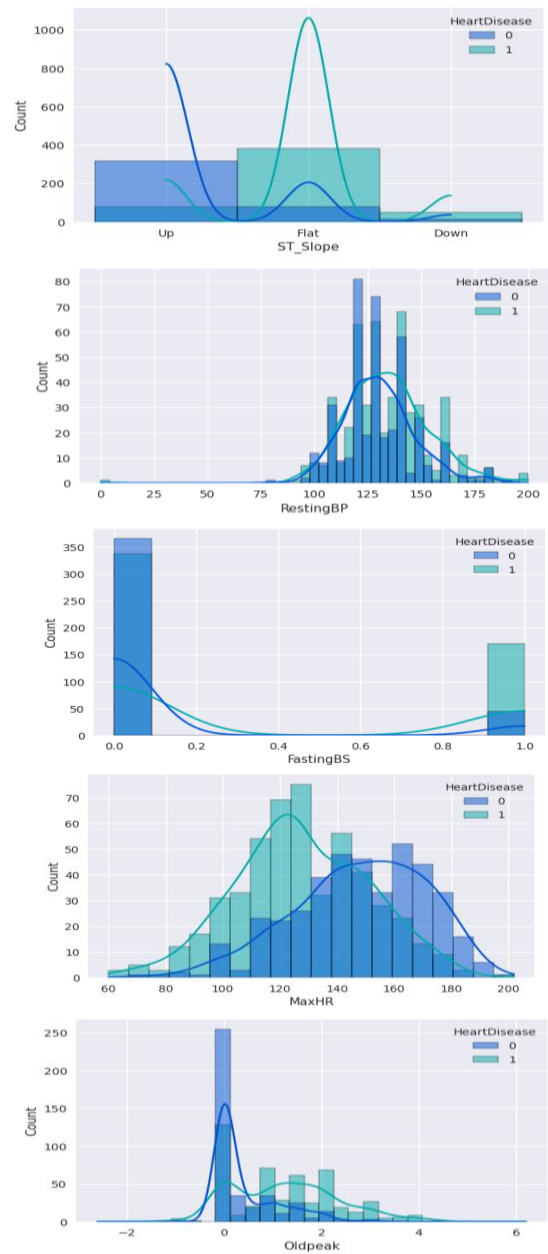 HeartDisease
0
1
Count
1000
800
600
400
200
0
Up Flat Down
ST_Slope
HeartDisease
0
1
Count
80
70
60
50
40
30
20
10
0
0 25 50 75 100 125 150 175 200
RestingBP
HeartDisease
0
1
Count
350
300
250
200
150
100
50
0
0.0 0.2 0.4 0.6 0.8 1.0
FastingBS
HeartDisease
0
1
Count
70
60
50
40
30
20
10
0
60 80 100 120 140 160 180 200
MaxHR
HeartDisease
0
1
Count
250
200
150
100
50
0
−2 0 2 4 6
Oldpeak